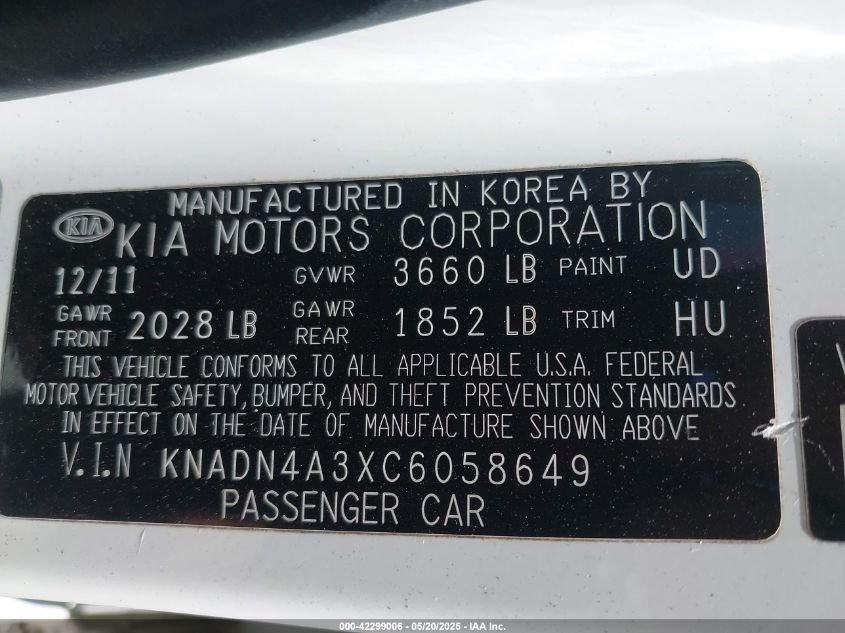 MANUFACTURED IN KOREA BY
KIA KIA MOTORS CORPORATION
12/11 GVWR 3660 LB PAINT UD
GAWR FRONT 2028 LB GAWR REAR 1852 LB TRIM HU
THIS VEHICLE CONFORMS TO ALL APPLICABLE U.S.A. FEDERAL
MOTOR VEHICLE SAFETY, BUMPER, AND THEFT PREVENTION STANDARDS
IN EFFECT ON THE DATE OF MANUFACTURE SHOWN ABOVE
V.I.N KNADN4A3XC6058649
PASSENGER CAR
000-42299006 - 05/20/2025 - IAA Inc.